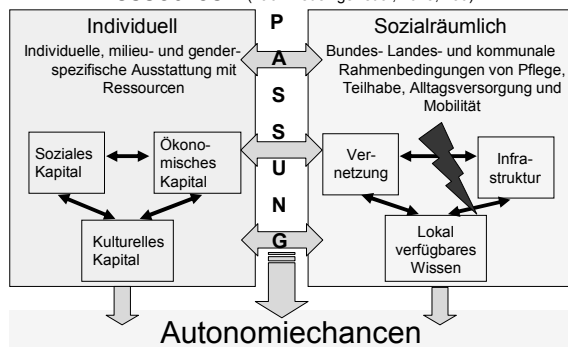 Individuell
Individuelle, milieu- und gender-
spezifische Ausstattung mit
Ressourcen
Soziales
Kapital
Ökono-
misches
Kapital
Kulturelles
Kapital
P
A
S
S
U
N
G
Sozialräumlich
Bundes- Landes- und kommunale
Rahmenbedingungen von Pflege,
Teilhabe, Alltagsversorgung und
Mobilität
Ver-
netzung
Infra-
struktur
Lokal
verfügbares
Wissen
Autonomiechancen